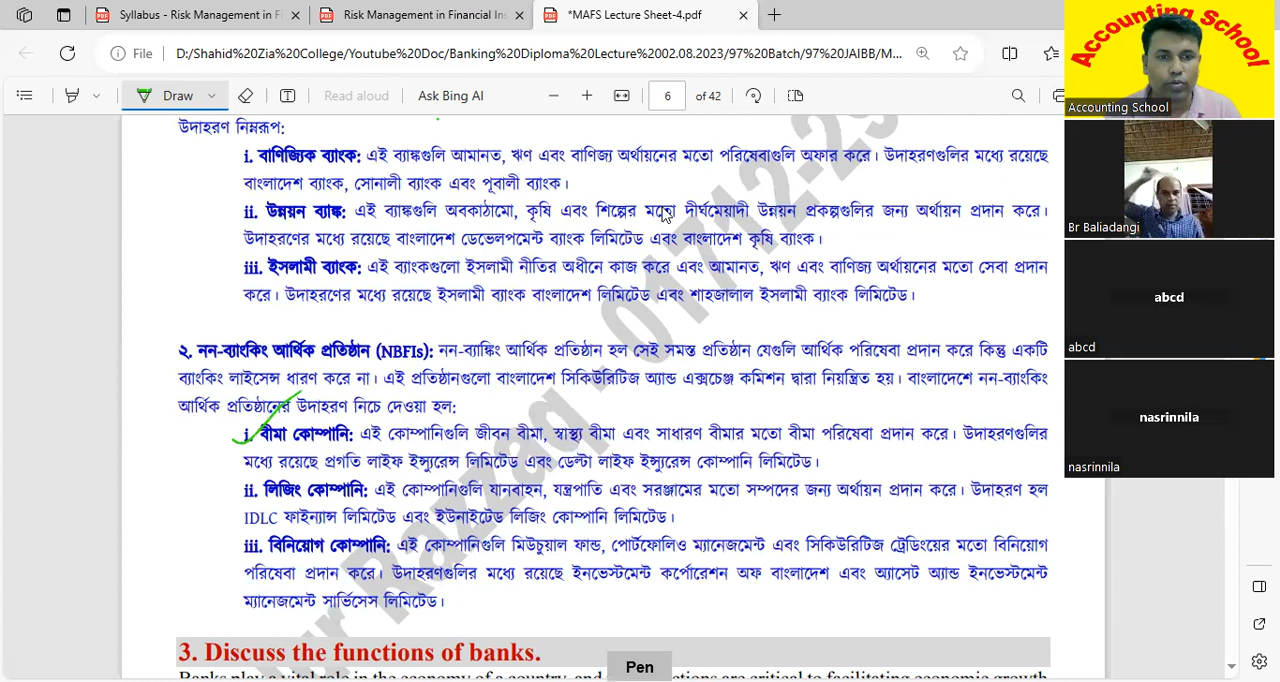 Syllabus - Risk Management in Fi
Risk Management in Financial Ins
*MAFS Lecture Sheet-4.pdf
File
D:/Shahid%20Zia%20College/Youtube%20Doc/Banking%20Diploma%20Lecture%2002.08.2023/97%20Batch/97%20JAIBB/M...
Draw
Read aloud
Ask Bing AI
6 of 42
উদাহরণ নিম্নরূপ:
i. বাণিজ্যিক ব্যাংক: এই ব্যাঙ্কগুলি আমানত, ঋণ এবং বাণিজ্য অর্থায়নের মতো পরিষেবাগুলি অফার করে। উদাহরণগুলির মধ্যে রয়েছে
বাংলাদেশ ব্যাংক, সোনালী ব্যাংক এবং পূবালী ব্যাংক।
ii. উন্নয়ন ব্যাঙ্ক: এই ব্যাঙ্কগুলি অবকাঠামো, কৃষি এবং শিল্পের মতো দীর্ঘমেয়াদী উন্নয়ন প্রকল্পগুলির জন্য অর্থায়ন প্রদান করে।
উদাহরণের মধ্যে রয়েছে বাংলাদেশ ডেভেলপমেন্ট ব্যাংক লিমিটেড এবং বাংলাদেশ কৃষি ব্যাংক।
iii. ইসলামী ব্যাংক: এই ব্যাংকগুলো ইসলামী নীতির অধীনে কাজ করে এবং আমানত, ঋণ এবং বাণিজ্য অর্থায়নের মতো সেবা প্রদান
করে। উদাহরণের মধ্যে রয়েছে ইসলামী ব্যাংক বাংলাদেশ লিমিটেড এবং শাহজালাল ইসলামী ব্যাংক লিমিটেড।
২. নন-ব্যাংকিং আর্থিক প্রতিষ্ঠান (NBFIs): নন-ব্যাঙ্কিং আর্থিক প্রতিষ্ঠান হল সেই সমস্ত প্রতিষ্ঠান যেগুলি আর্থিক পরিষেবা প্রদান করে কিন্তু একটি
ব্যাংকিং লাইসেন্স ধারণ করে না। এই প্রতিষ্ঠানগুলো বাংলাদেশ সিকিউরিটিজ অ্যান্ড এক্সচেঞ্জ কমিশন দ্বারা নিয়ন্ত্রিত হয়। বাংলাদেশে নন-ব্যাংকিং
আর্থিক প্রতিষ্ঠানের উদাহরণ নিচে দেওয়া হল:
i. বীমা কোম্পানি: এই কোম্পানিগুলি জীবন বীমা, স্বাস্থ্য বীমা এবং সাধারণ বীমার মতো বীমা পরিষেবা প্রদান করে। উদাহরণগুলির
মধ্যে রয়েছে প্রগতি লাইফ ইন্স্যুরেন্স লিমিটেড এবং ডেল্টা লাইফ ইন্স্যুরেন্স কোম্পানি লিমিটেড।
ii. লিজিং কোম্পানি: এই কোম্পানিগুলি যানবাহন, যন্ত্রপাতি এবং সরঞ্জামের মতো সম্পদের জন্য অর্থায়ন প্রদান করে। উদাহরণ হল
IDLC ফাইন্যান্স লিমিটেড এবং ইউনাইটেড লিজিং কোম্পানি লিমিটেড।
iii. বিনিয়োগ কোম্পানি: এই কোম্পানিগুলি মিউচুয়াল ফান্ড, পোর্টফোলিও ম্যানেজমেন্ট এবং সিকিউরিটিজ ট্রেডিংয়ের মতো বিনিয়োগ
পরিষেবা প্রদান করে। উদাহরণগুলির মধ্যে রয়েছে ইনভেস্টমেন্ট কর্পোরেশন অফ বাংলাদেশ এবং অ্যাসেট অ্যান্ড ইনভেস্টমেন্ট
ম্যানেজমেন্ট সার্ভিসেস লিমিটেড।
3. Discuss the functions of banks.
Pen
Razzaq - 01712-29
Accounting School
Accounting School
Br Baliadangi
abcd
abcd
nasrinnila
nasrinnila